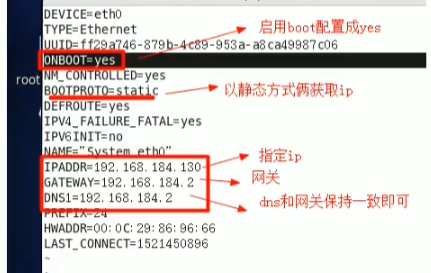 DEVICE=eth0
TYPE=Ethernet
UUID=ff29a746-879b-4c89-953a-a8ca49987c06
启用boot配置成yes
ONBOOT=yes
root
NM_CONTROLLED=yes
BOOTPROTO=static
以静态方式俩获取ip
DEFROUTE=yes
IPV4_FAILURE_FATAL=yes
IPV6INIT=no
NAME="System eth0"
IPADDR=192.168.184.130
指定ip
GATEWAY=192.168.184.2
网关
DNS1=192.168.184.2
dns和网关保持一致即可
PREFIX=24
HWADDR=00:0C:29:86:96:66
LAST_CONNECT=1521450896
~